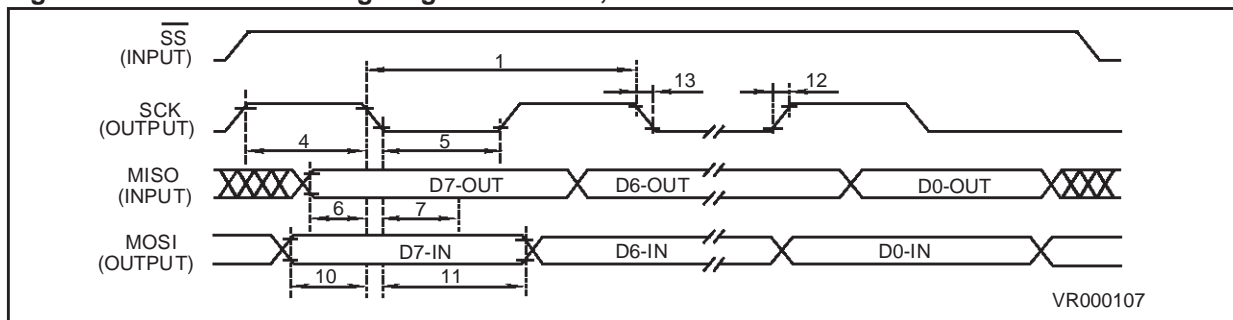 SS
(INPUT)
1
13
12
SCK
(OUTPUT)
4
5
MISO
(INPUT)
D7-OUT
D6-OUT
D0-OUT
6
7
MOSI
(OUTPUT)
D7-IN
D6-IN
D0-IN
10
11
VR000107